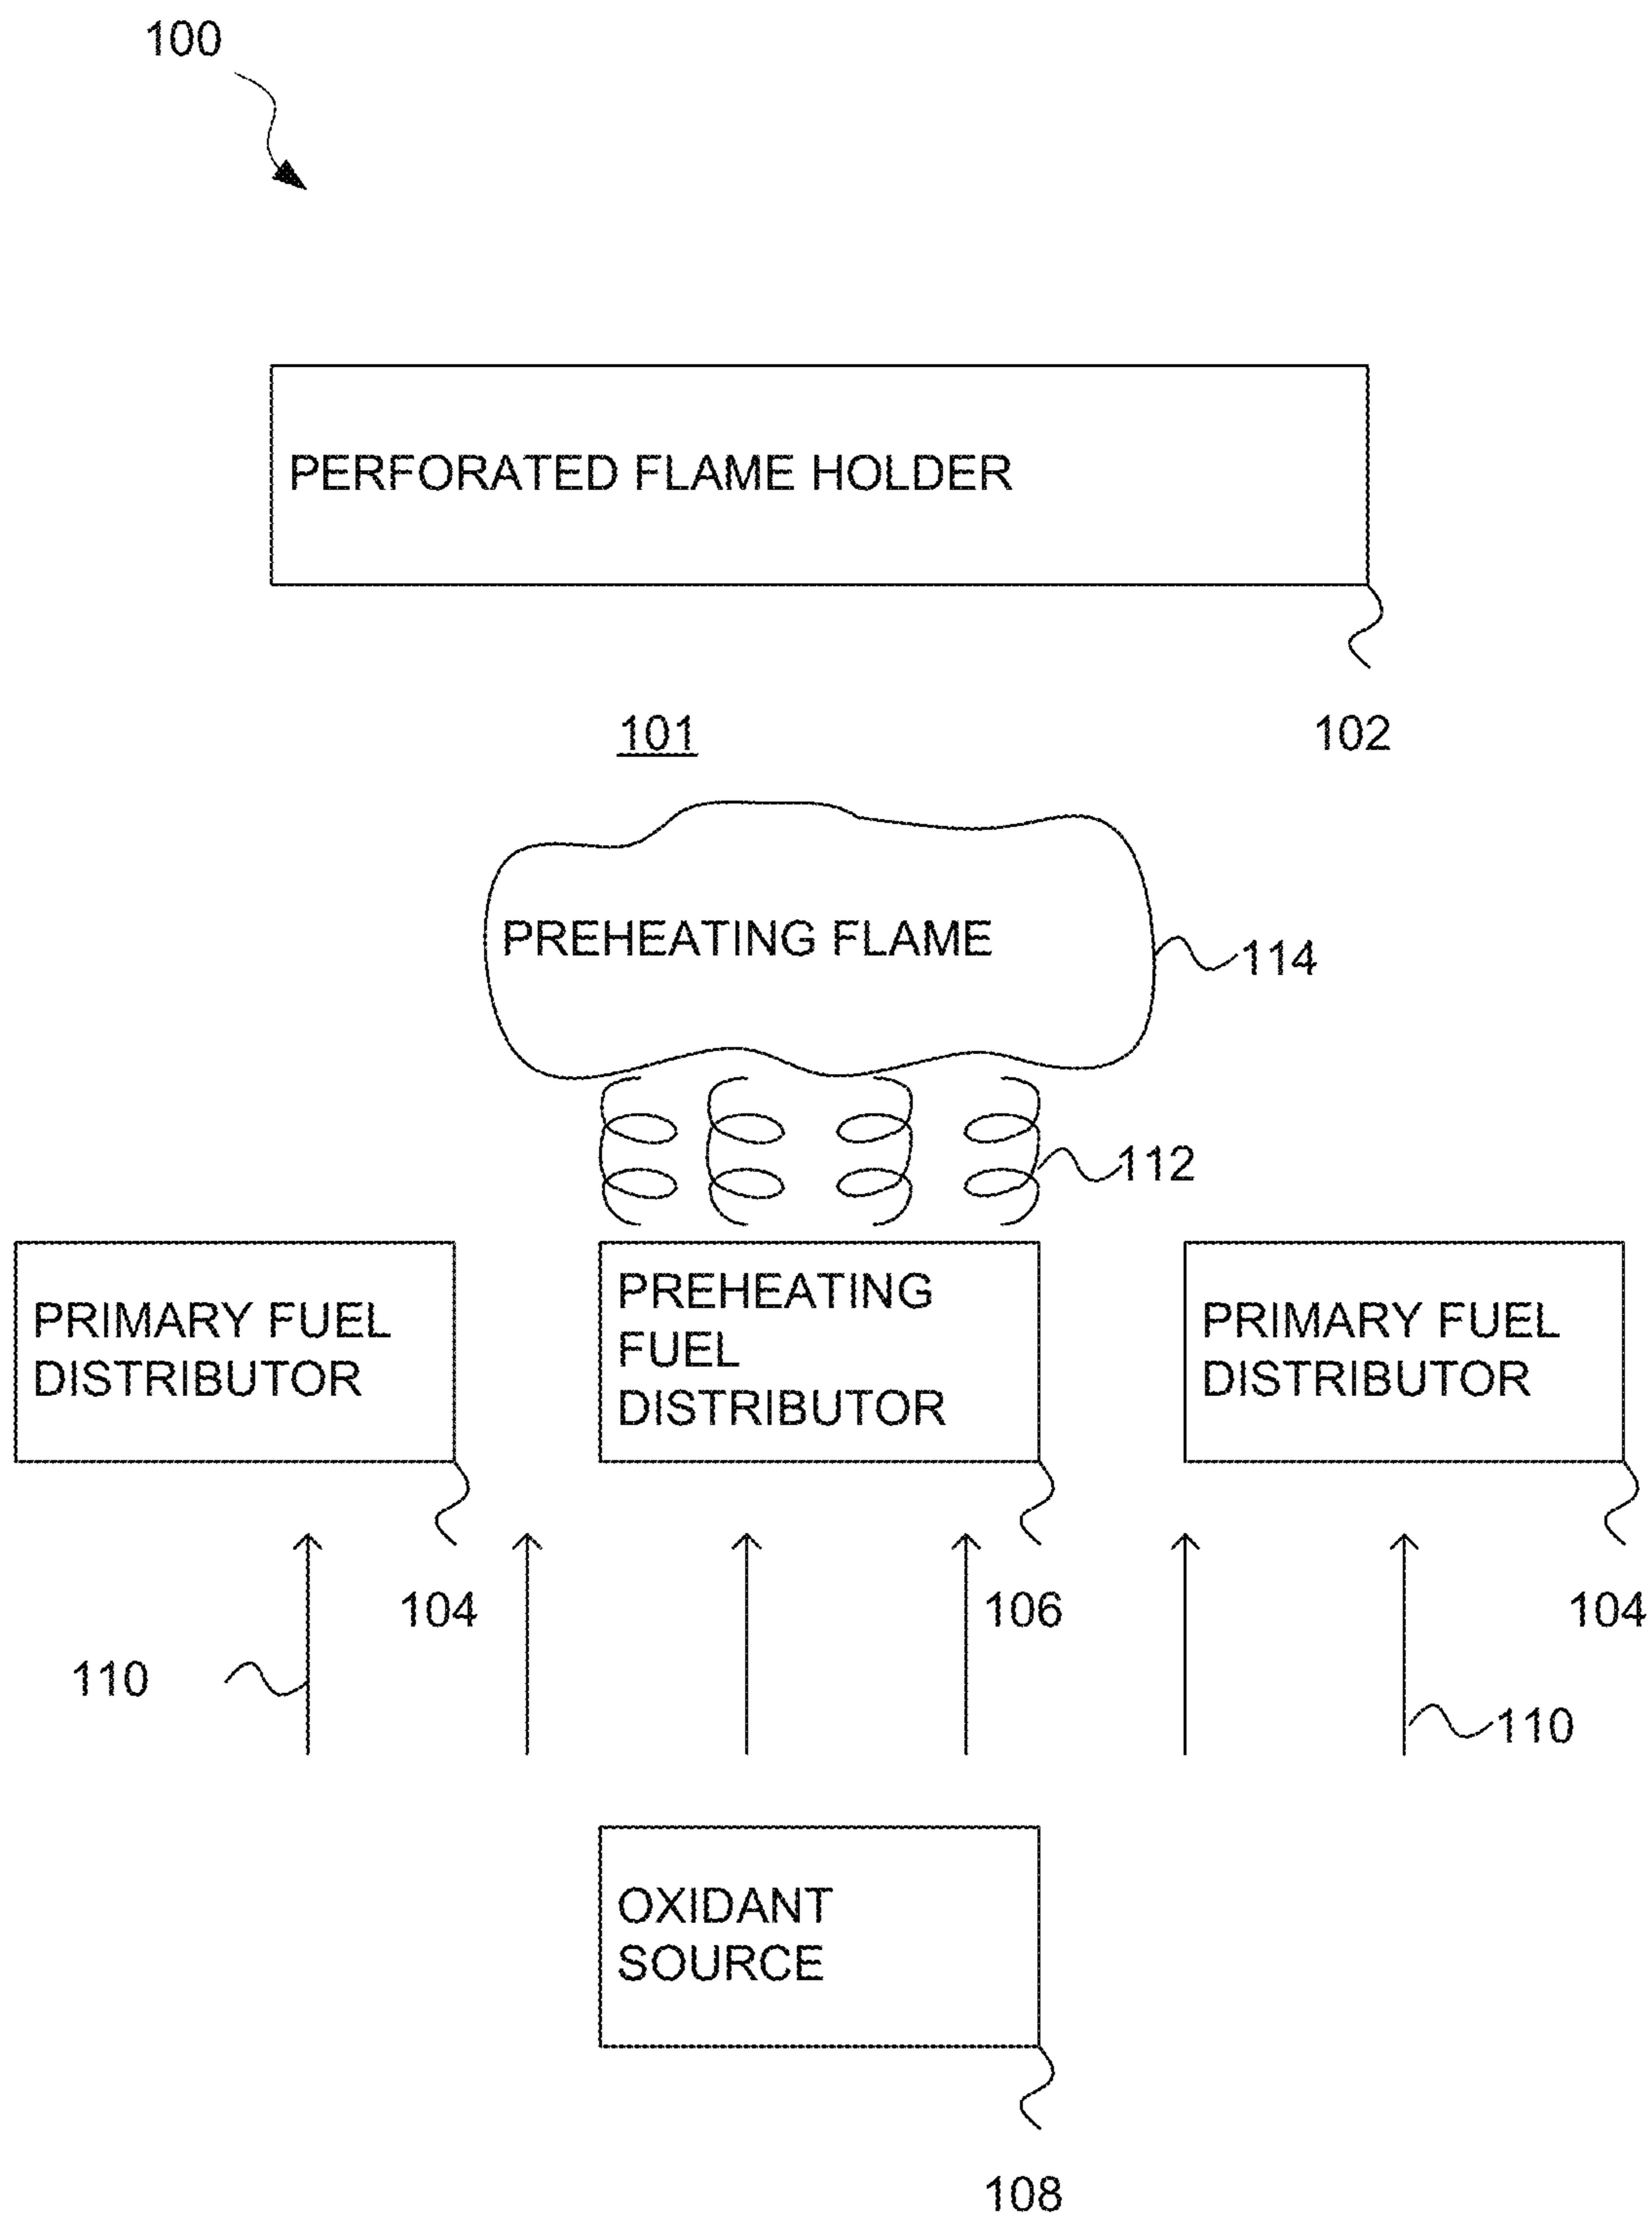 100
PERFORATED FLAME HOLDER
101
102
PREHEATING FLAME
114
112
PRIMARY FUEL
DISTRIBUTOR
PREHEATING
FUEL
DISTRIBUTOR
PRIMARY FUEL
DISTRIBUTOR
104
106
104
110
110
OXIDANT
SOURCE
108